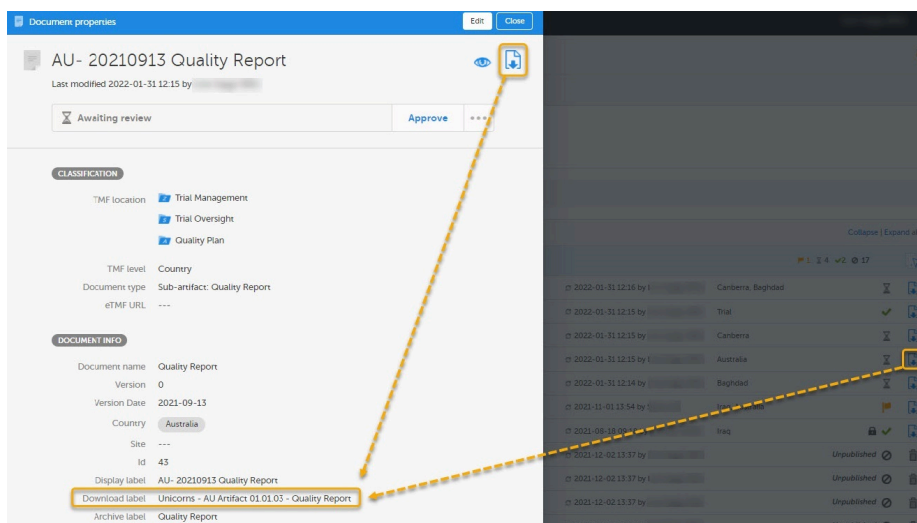 Document properties
Edit
Close
AU- 20210913 Quality Report
Last modified 2022-01-31 12:15 by
Awaiting review
Approve
CLASSIFICATION
TMF location
Trial Management
Trial Oversight
Quality Plan
TMF level Country
Document type Sub-artifact: Quality Report
eTMF URL ---
DOCUMENT INFO
Document name Quality Report
Version 0
Version Date 2021-09-13
Country Australia
Site ---
Id 43
Display label AU- 20210913 Quality Report
Download label Unicorns - AU Artifact 01.01.03 - Quality Report
Archive label Quality Report
Collapse | Expand
1, 4, 2, 17
2022-01-31 12:16 by Canberra, Baghdad
2022-01-31 12:15 by Trial
2022-01-31 12:15 by Canberra
2022-01-31 12:15 by Australia
2022-01-31 12:14 by Baghdad
2021-11-01 13:54 by
2021-08-18 Iraq
2021-12-02 13:37 by Unpublished
2021-12-02 13:37 by Unpublished
2021-12-02 13:37 by Unpublished